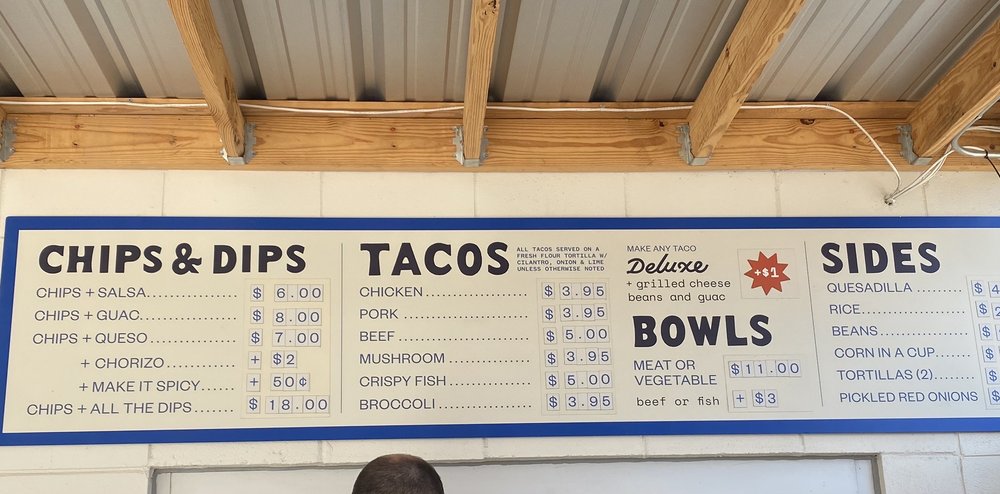 CHIPS & DIPS
CHIPS + SALSA............... $ 6.00
CHIPS + GUAC................ $ 8.00
CHIPS + QUESO............... $ 7.00
+ CHORIZO ............ + $2
+ MAKE IT SPICY...... + 50¢
CHIPS + ALL THE DIPS....... $ 18.00
TACOS
ALL TACOS SERVED ON A
FRESH FLOUR TORTILLA W/
CILANTRO, ONION & LIME
UNLESS OTHERWISE NOTED
CHICKEN.................. $ 3.95
PORK ...................... $ 3.95
BEEF ....................... $ 5.00
MUSHROOM .............. $ 3.95
CRISPY FISH.............. $ 5.00
BROCCOLI ................ $ 3.95
MAKE ANY TACO
Deluxe
+ grilled cheese
beans and guac
+$1
BOWLS
MEAT OR
VEGETABLE $11.00
beef or fish + $3
SIDES
QUESADILLA .......... $
RICE..................... $
BEANS.................. $
CORN IN A CUP....... $
TORTILLAS (2)......... $
PICKLED RED ONIONS $